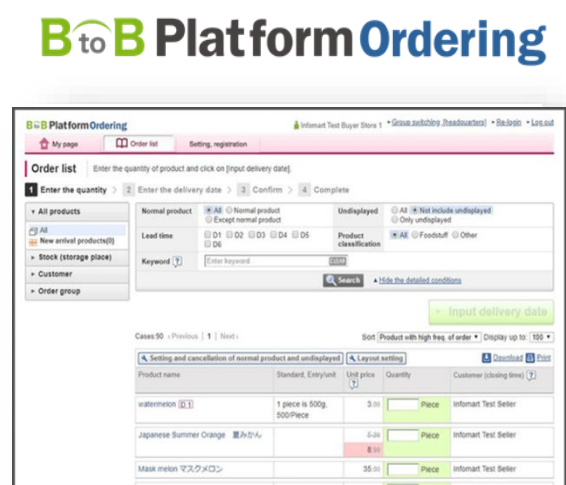 BtoB Platform Ordering
BtoB Platform Ordering
Infomart Test Buyer Store 1 • Group switching (headquarters) • Re-login • Log out
My page Order list Setting, registration
Order list Enter the quantity of product and click on [Input delivery date].
1 Enter the quantity > 2 Enter the delivery date > 3 Confirm > 4 Complete
All products
All
New arrival products(0)
Stock (storage place)
Customer
Order group
Normal product All Normal product Except normal product
Undisplayed All Not include undisplayed Only undisplayed
Lead time D1 D2 D3 D4 D5 D6
Product classification All Foodstuff Other
Keyword [?] Enter keyword CLEAR
Search Hide the detailed conditions
Input delivery date
Cases:90 ‹ Previous | 1 | Next › Sort Product with high freq. of order Display up to: 100
Setting and cancellation of normal product and undisplayed Layout setting Download Print
Product name Standard, Entry/unit Unit price [?] Quantity Customer (closing time) [?]
watermelon D1 1 piece is 500g, 500/Piece 3.00 Piece Infomart Test Seller
Japanese Summer Orange 夏みかん Piece Infomart Test Seller
Mask melon マスクメロン 35.00 Piece Infomart Test Seller